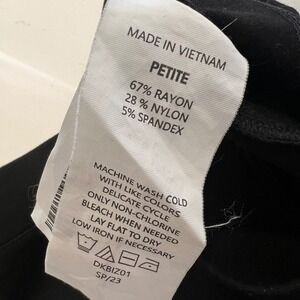 MADE IN VIETNAM
PETITE
67% RAYON
28% NYLON
5% SPANDEX
MACHINE WASH COLD
WITH LIKE COLORS
DELICATE CYCLE
ONLY NON-CHLORINE
BLEACH WHEN NEEDED
LAY FLAT TO DRY
LOW IRON IF NECESSARY
DKBIZ01
SP/23